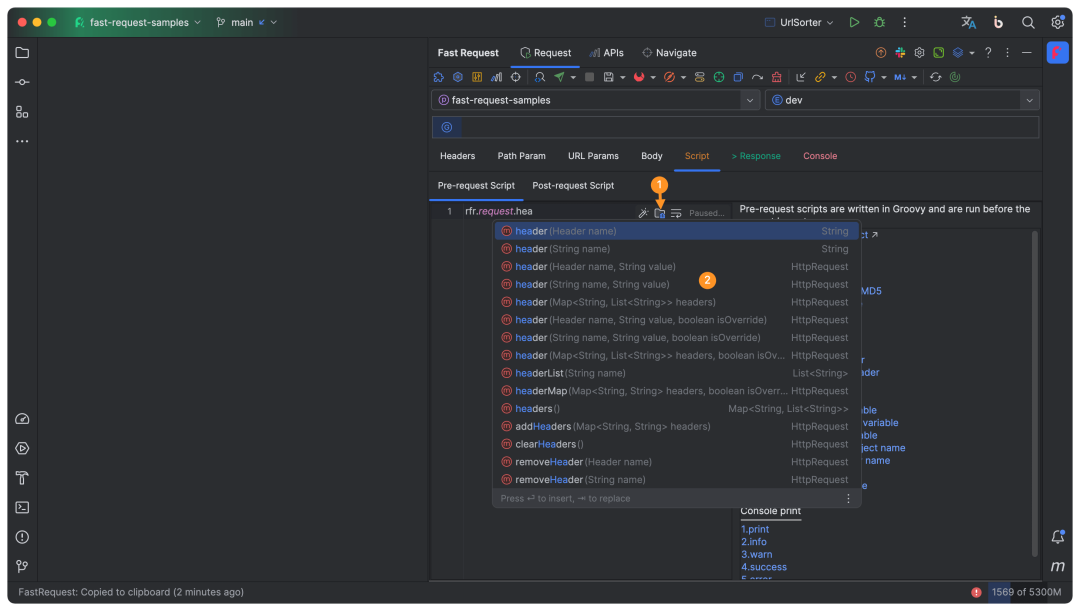 fast-request-samples
main
UrlSorter
Fast Request
Request
APIs
Navigate
M↓
fast-request-samples
dev
Headers
Path Param
URL Params
Body
Script
> Response
Console
Pre-request Script
Post-request Script
1
1 rfr.request.hea
Paused...
Pre-request scripts are written in Groovy and are run before the
ct ↗
header(Header name) String
header(String name) String
header(Header name, String value) HttpRequest
2
header(String name, String value) HttpRequest
MD5
header(Map<String, List<String>> headers) HttpRequest
header(Header name, String value, boolean isOverride) HttpRequest
header(String name, String value, boolean isOverride) HttpRequest
header(Map<String, List<String>> headers, boolean isOv... HttpRequest
r
headerList(String name) List<String>
ader
headerMap(Map<String, String> headers, boolean isOverr... HttpRequest
headers() Map<String, List<String>>
able
addHeaders(Map<String, String> headers) HttpRequest
variable
able
clearHeaders() HttpRequest
ject name
removeHeader(Header name) HttpRequest
name
removeHeader(String name) HttpRequest
e
Press ↵ to insert, ⇥ to replace
Console print
1.print
2.info
3.warn
4.success
5.error
m
FastRequest: Copied to clipboard (2 minutes ago)
1569 of 5300M